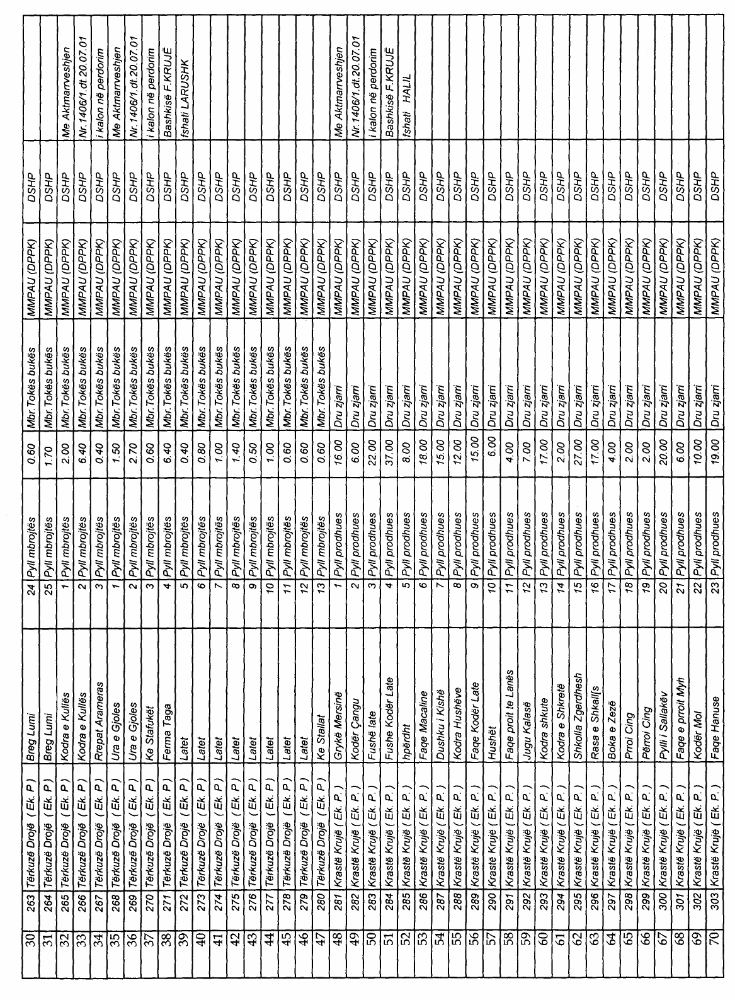 30 263 Tërkuzë Drojë ( Ek. P ) Breg Lumi 24 Pyll mbrojtës 0.60 Mbr. Tokës bukës MMPAU (DPPK) DSHP
31 264 Tërkuzë Drojë ( Ek. P ) Breg Lumi 25 Pyll mbrojtës 1.70 Mbr. Tokës bukës MMPAU (DPPK) DSHP
32 265 Tërkuzë Drojë ( Ek. P ) Kodra e Kullës 1 Pyll mbrojtës 2.00 Mbr. Tokës bukës MMPAU (DPPK) DSHP Me Aktmarrveshjen
33 266 Tërkuzë Drojë ( Ek. P ) Kodra e Kullës 2 Pyll mbrojtës 6.40 Mbr. Tokës bukës MMPAU (DPPK) DSHP Nr.1406/1.dt.20.07.01
34 267 Tërkuzë Drojë ( Ek. P ) Rrepat Arameras 3 Pyll mbrojtës 0.40 Mbr. Tokës bukës MMPAU (DPPK) DSHP i kalon në perdorim
35 268 Tërkuzë Drojë ( Ek. P ) Ura e Gjoles 1 Pyll mbrojtës 1.50 Mbr. Tokës bukës MMPAU (DPPK) DSHP Me Aktmarrveshjen
36 269 Tërkuzë Drojë ( Ek. P ) Ura e Gjoles 2 Pyll mbrojtës 2.70 Mbr. Tokës bukës MMPAU (DPPK) DSHP Nr.1406/1.dt.20.07.01
37 270 Tërkuzë Drojë ( Ek. P ) Ke Stafukët 3 Pyll mbrojtës 0.60 Mbr. Tokës bukës MMPAU (DPPK) DSHP i kalon në perdorim
38 271 Tërkuzë Drojë ( Ek. P ) Ferma Taga 4 Pyll mbrojtës 6.40 Mbr. Tokës bukës MMPAU (DPPK) DSHP Bashkisë F.KRUJË
39 272 Tërkuzë Drojë ( Ek. P ) Latet 5 Pyll mbrojtës 0.40 Mbr. Tokës bukës MMPAU (DPPK) DSHP fshati LARUSHK
40 273 Tërkuzë Drojë ( Ek. P ) Latet 6 Pyll mbrojtës 0.80 Mbr. Tokës bukës MMPAU (DPPK) DSHP
41 274 Tërkuzë Drojë ( Ek. P ) Latet 7 Pyll mbrojtës 1.00 Mbr. Tokës bukës MMPAU (DPPK) DSHP
42 275 Tërkuzë Drojë ( Ek. P ) Latet 8 Pyll mbrojtës 1.40 Mbr. Tokës bukës MMPAU (DPPK) DSHP
43 276 Tërkuzë Drojë ( Ek. P ) Latet 9 Pyll mbrojtës 0.50 Mbr. Tokës bukës MMPAU (DPPK) DSHP
44 277 Tërkuzë Drojë ( Ek. P ) Latet 10 Pyll mbrojtës 1.00 Mbr. Tokës bukës MMPAU (DPPK) DSHP
45 278 Tërkuzë Drojë ( Ek. P ) Latet 11 Pyll mbrojtës 0.60 Mbr. Tokës bukës MMPAU (DPPK) DSHP
46 279 Tërkuzë Drojë ( Ek. P ) Latet 12 Pyll mbrojtës 0.60 Mbr. Tokës bukës MMPAU (DPPK) DSHP
47 280 Tërkuzë Drojë ( Ek. P ) Ke Stallat 13 Pyll mbrojtës 0.60 Mbr. Tokës bukës MMPAU (DPPK) DSHP
48 281 Krastë Krujë ( Ek. P. ) Grykë Mersinë 1 Pyll prodhues 16.00 Dru zjarri MMPAU (DPPK) DSHP Me Aktmarrveshjen
49 282 Krastë Krujë ( Ek. P. ) Kodër Çangu 2 Pyll prodhues 6.00 Dru zjarri MMPAU (DPPK) DSHP Nr.1406/1.dt.20.07.01
50 283 Krastë Krujë ( Ek. P. ) Fushë late 3 Pyll prodhues 22.00 Dru zjarri MMPAU (DPPK) DSHP i kalon në perdorim
51 284 Krastë Krujë ( Ek. P. ) Fushe Kodër Late 4 Pyll prodhues 37.00 Dru zjarri MMPAU (DPPK) DSHP Bashkisë F.KRUJË
52 285 Krastë Krujë ( Ek. P. ) hpërdht 5 Pyll prodhues 8.00 Dru zjarri MMPAU (DPPK) DSHP fshati HALIL
53 286 Krastë Krujë ( Ek. P. ) Faqe Macaline 6 Pyll prodhues 18.00 Dru zjarri MMPAU (DPPK) DSHP
54 287 Krastë Krujë ( Ek. P. ) Dushku i Kishë 7 Pyll prodhues 15.00 Dru zjarri MMPAU (DPPK) DSHP
55 288 Krastë Krujë ( Ek. P. ) Kodra Hushëve 8 Pyll prodhues 12.00 Dru zjarri MMPAU (DPPK) DSHP
56 289 Krastë Krujë ( Ek. P. ) Faqe Kodër Late 9 Pyll prodhues 15.00 Dru zjarri MMPAU (DPPK) DSHP
57 290 Krastë Krujë ( Ek. P. ) Hushët 10 Pyll prodhues 6.00 Dru zjarri MMPAU (DPPK) DSHP
58 291 Krastë Krujë ( Ek. P. ) Faqe proit te Lanës 11 Pyll prodhues 4.00 Dru zjarri MMPAU (DPPK) DSHP
59 292 Krastë Krujë ( Ek. P. ) Jugu Kalasë 12 Pyll prodhues 7.00 Dru zjarri MMPAU (DPPK) DSHP
60 293 Krastë Krujë ( Ek. P. ) Kodra shkute 13 Pyll prodhues 17.00 Dru zjarri MMPAU (DPPK) DSHP
61 294 Krastë Krujë ( Ek. P. ) Kodra e Shkretë 14 Pyll prodhues 2.00 Dru zjarri MMPAU (DPPK) DSHP
62 295 Krastë Krujë ( Ek. P. ) Shkolla Zgerdhesh 15 Pyll prodhues 27.00 Dru zjarri MMPAU (DPPK) DSHP
63 296 Krastë Krujë ( Ek. P. ) Rasa e Shkall[s 16 Pyll prodhues 17.00 Dru zjarri MMPAU (DPPK) DSHP
64 297 Krastë Krujë ( Ek. P. ) Boka e Zezë 17 Pyll prodhues 4.00 Dru zjarri MMPAU (DPPK) DSHP
65 298 Krastë Krujë ( Ek. P. ) Prroi Cing 18 Pyll prodhues 2.00 Dru zjarri MMPAU (DPPK) DSHP
66 299 Krastë Krujë ( Ek. P. ) Përroi Cing 19 Pyll prodhues 2.00 Dru zjarri MMPAU (DPPK) DSHP
67 300 Krastë Krujë ( Ek. P. ) Pylli i Sallakëv 20 Pyll prodhues 20.00 Dru zjarri MMPAU (DPPK) DSHP
68 301 Krastë Krujë ( Ek. P. ) Faqe e prroit Myh 21 Pyll prodhues 6.00 Dru zjarri MMPAU (DPPK) DSHP
69 302 Krastë Krujë ( Ek. P. ) Kodër Mol 22 Pyll prodhues 10.00 Dru zjarri MMPAU (DPPK) DSHP
70 303 Krastë Krujë ( Ek. P. ) Faqe Hanuse 23 Pyll prodhues 19.00 Dru zjarri MMPAU (DPPK) DSHP